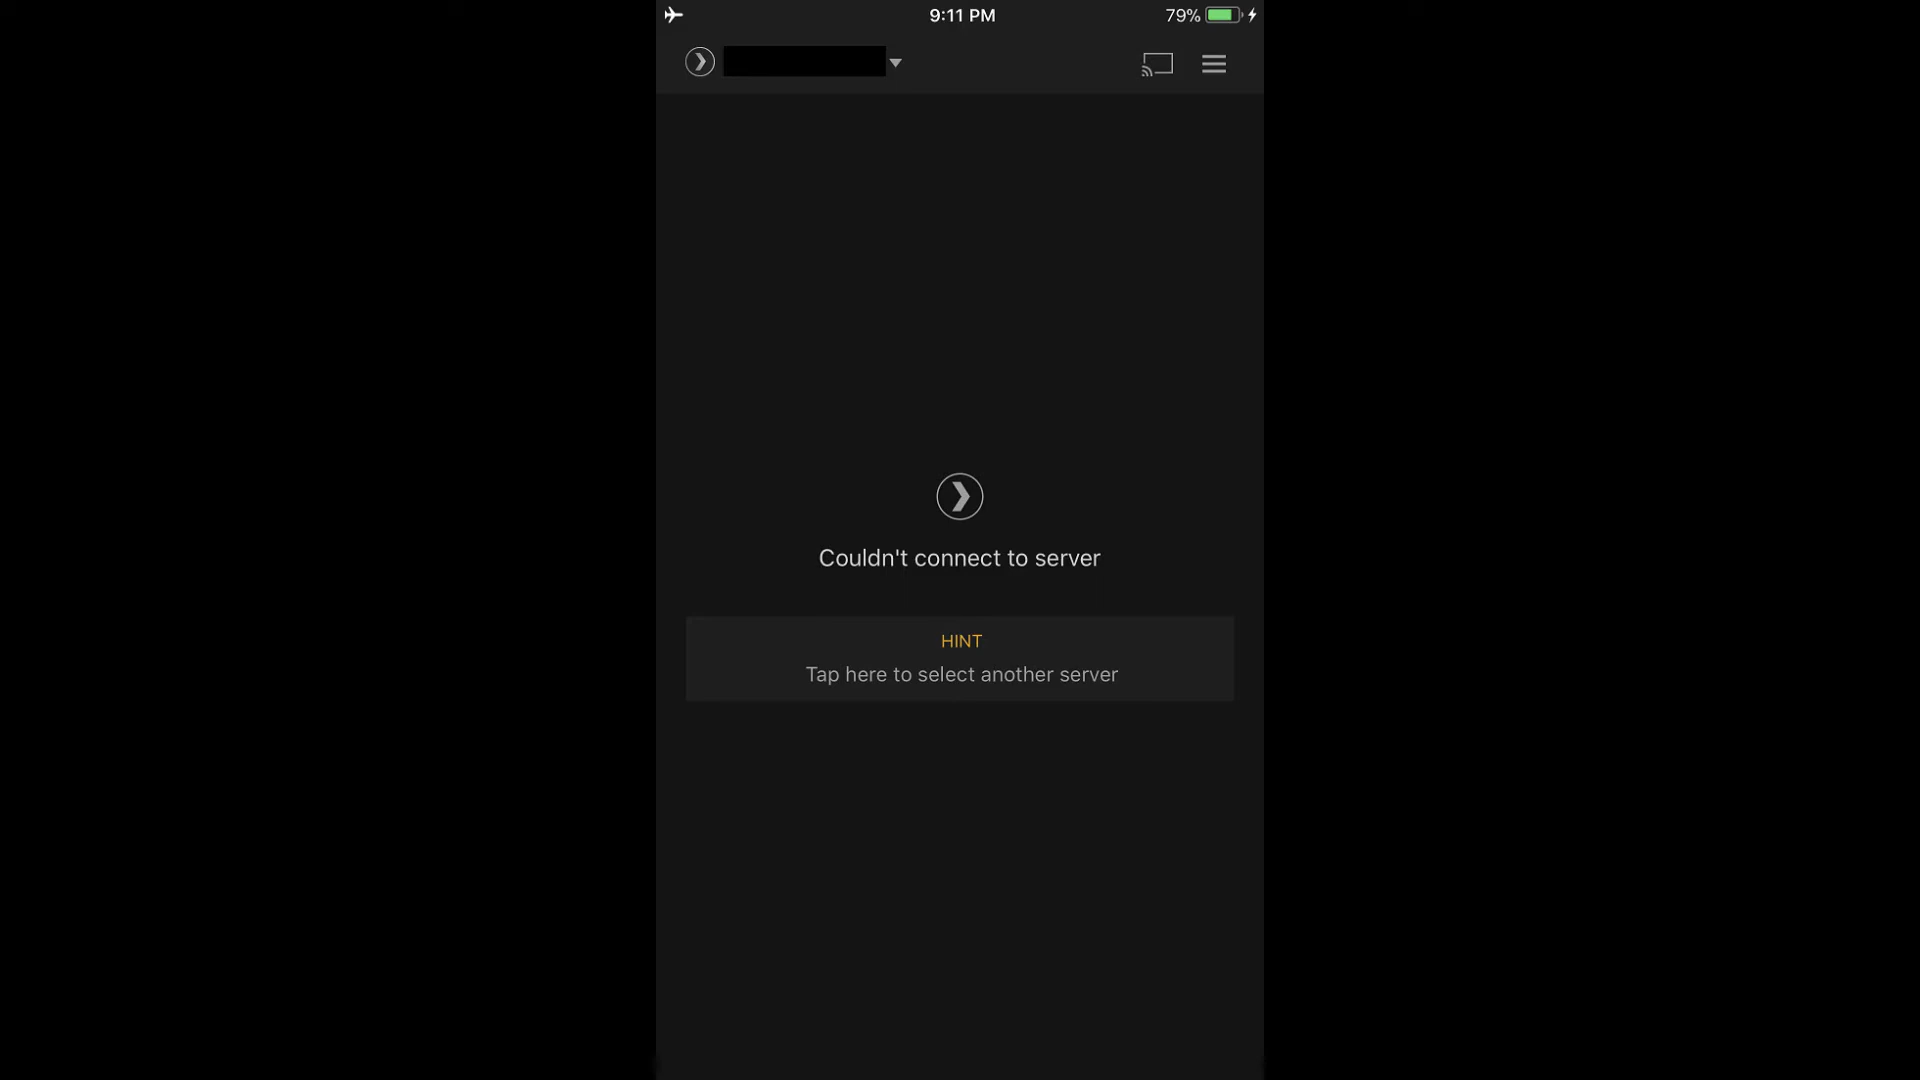 9:11 PM
79%
Couldn't connect to server
HINT
Tap here to select another server